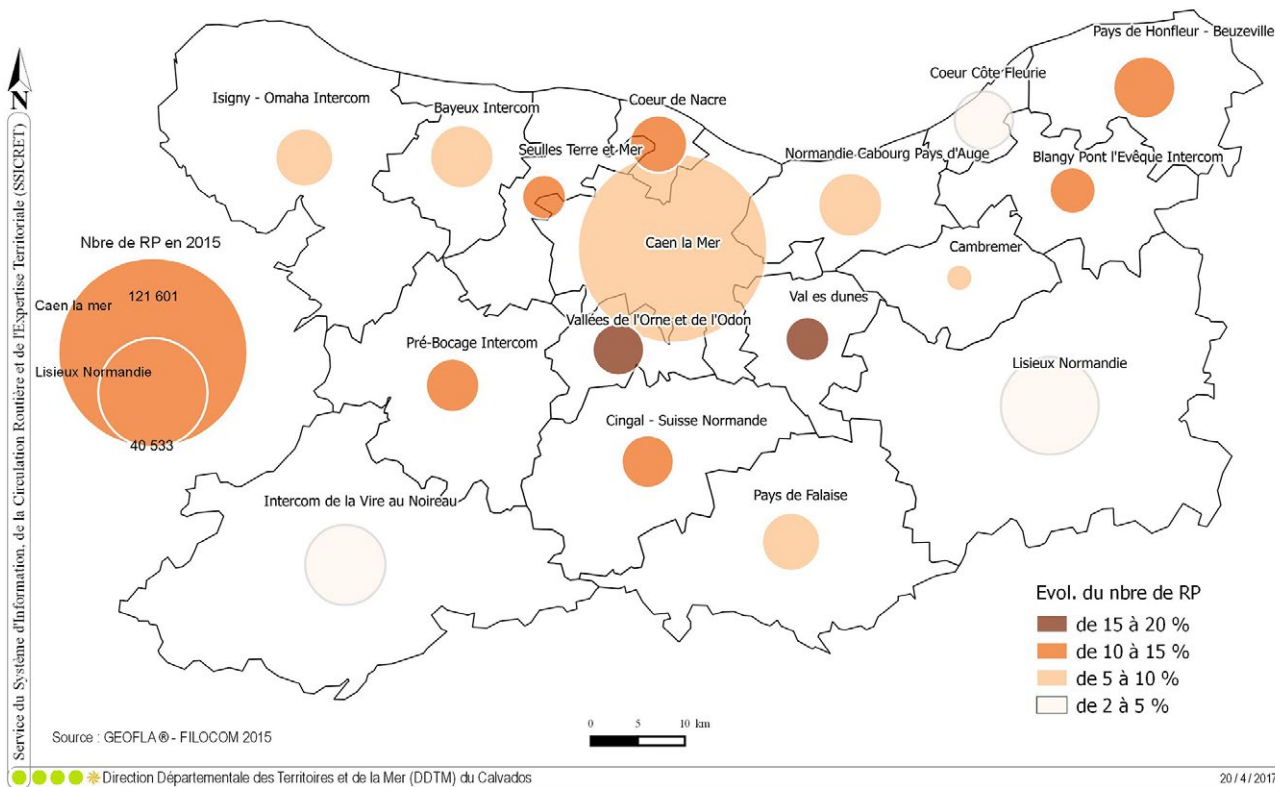 Pays de Honfleur - Beuzeville
Coeur Côte Fleurie
Isigny - Omaha Intercom
Bayeux Intercom
Coeur de Nacre
Seulles Terre et Mer
Normandie Cabourg Pays d'Auge
Blangy Pont l'Evêque Intercom
Caen la Mer
Cambremer
Val es dunes
Vallées de l'Orne et de l'Odon
Pré-Bocage Intercom
Lisieux Normandie
Cingal - Suisse Normande
Intercom de la Vire au Noireau
Pays de Falaise
N
Service du Système d'Information, de la Circulation Routière et de l'Expertise Territoriale (SSICRET)
Nbre de RP en 2015
121 601
Caen la mer
Lisieux Normandie
40 533
Evol. du nbre de RP
de 15 à 20 %
de 10 à 15 %
de 5 à 10 %
de 2 à 5 %
0 5 10 km
Source : GEOFLA® - FILOCOM 2015
Direction Départementale des Territoires et de la Mer (DDTM) du Calvados
20 / 4 / 2017